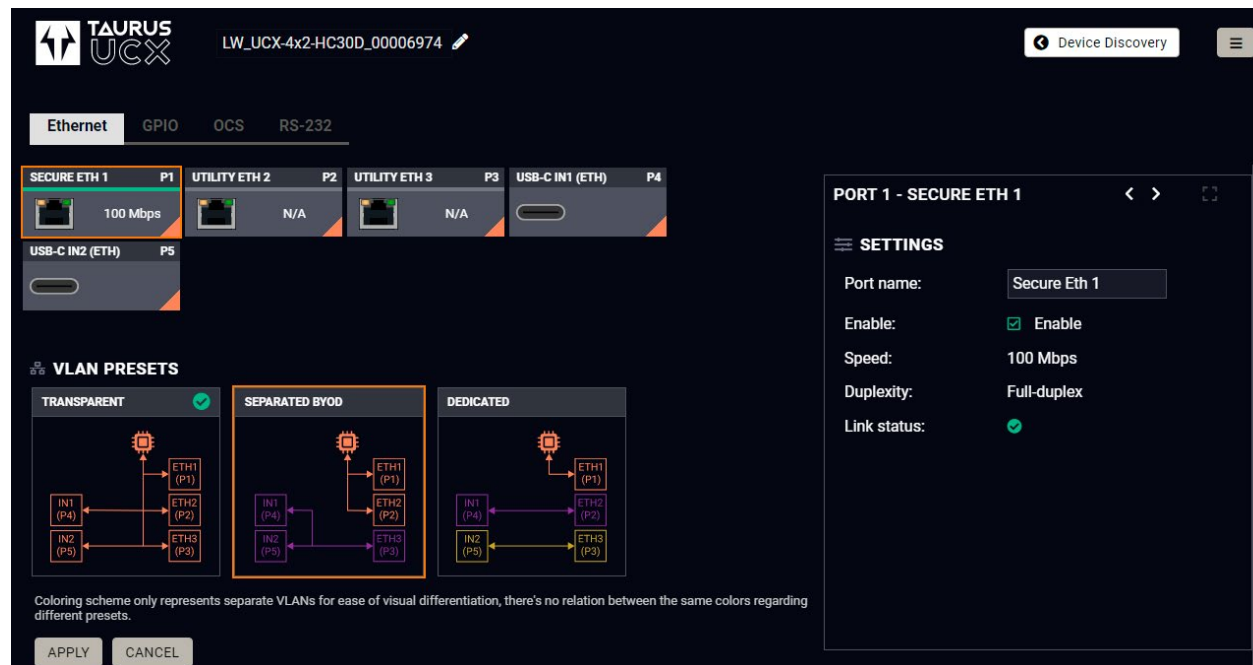 TAURUS
UCX
LW_UCX-4x2-HC30D_00006974
Device Discovery
Ethernet GPIO OCS RS-232
SECURE ETH 1 P1
100 Mbps
UTILITY ETH 2 P2
N/A
UTILITY ETH 3 P3
N/A
USB-C IN1 (ETH) P4
USB-C IN2 (ETH) P5
VLAN PRESETS
TRANSPARENT
ETH1
(P1)
IN1
(P4)
ETH2
(P2)
IN2
(P5)
ETH3
(P3)
SEPARATED BYOD
ETH1
(P1)
IN1
(P4)
ETH2
(P2)
IN2
(P5)
ETH3
(P3)
DEDICATED
ETH1
(P1)
IN1
(P4)
ETH2
(P2)
IN2
(P5)
ETH3
(P3)
Coloring scheme only represents separate VLANs for ease of visual differentiation, there's no relation between the same colors regarding
different presets.
APPLY CANCEL
PORT 1 - SECURE ETH 1
SETTINGS
Port name: Secure Eth 1
Enable: Enable
Speed: 100 Mbps
Duplexity: Full-duplex
Link status: